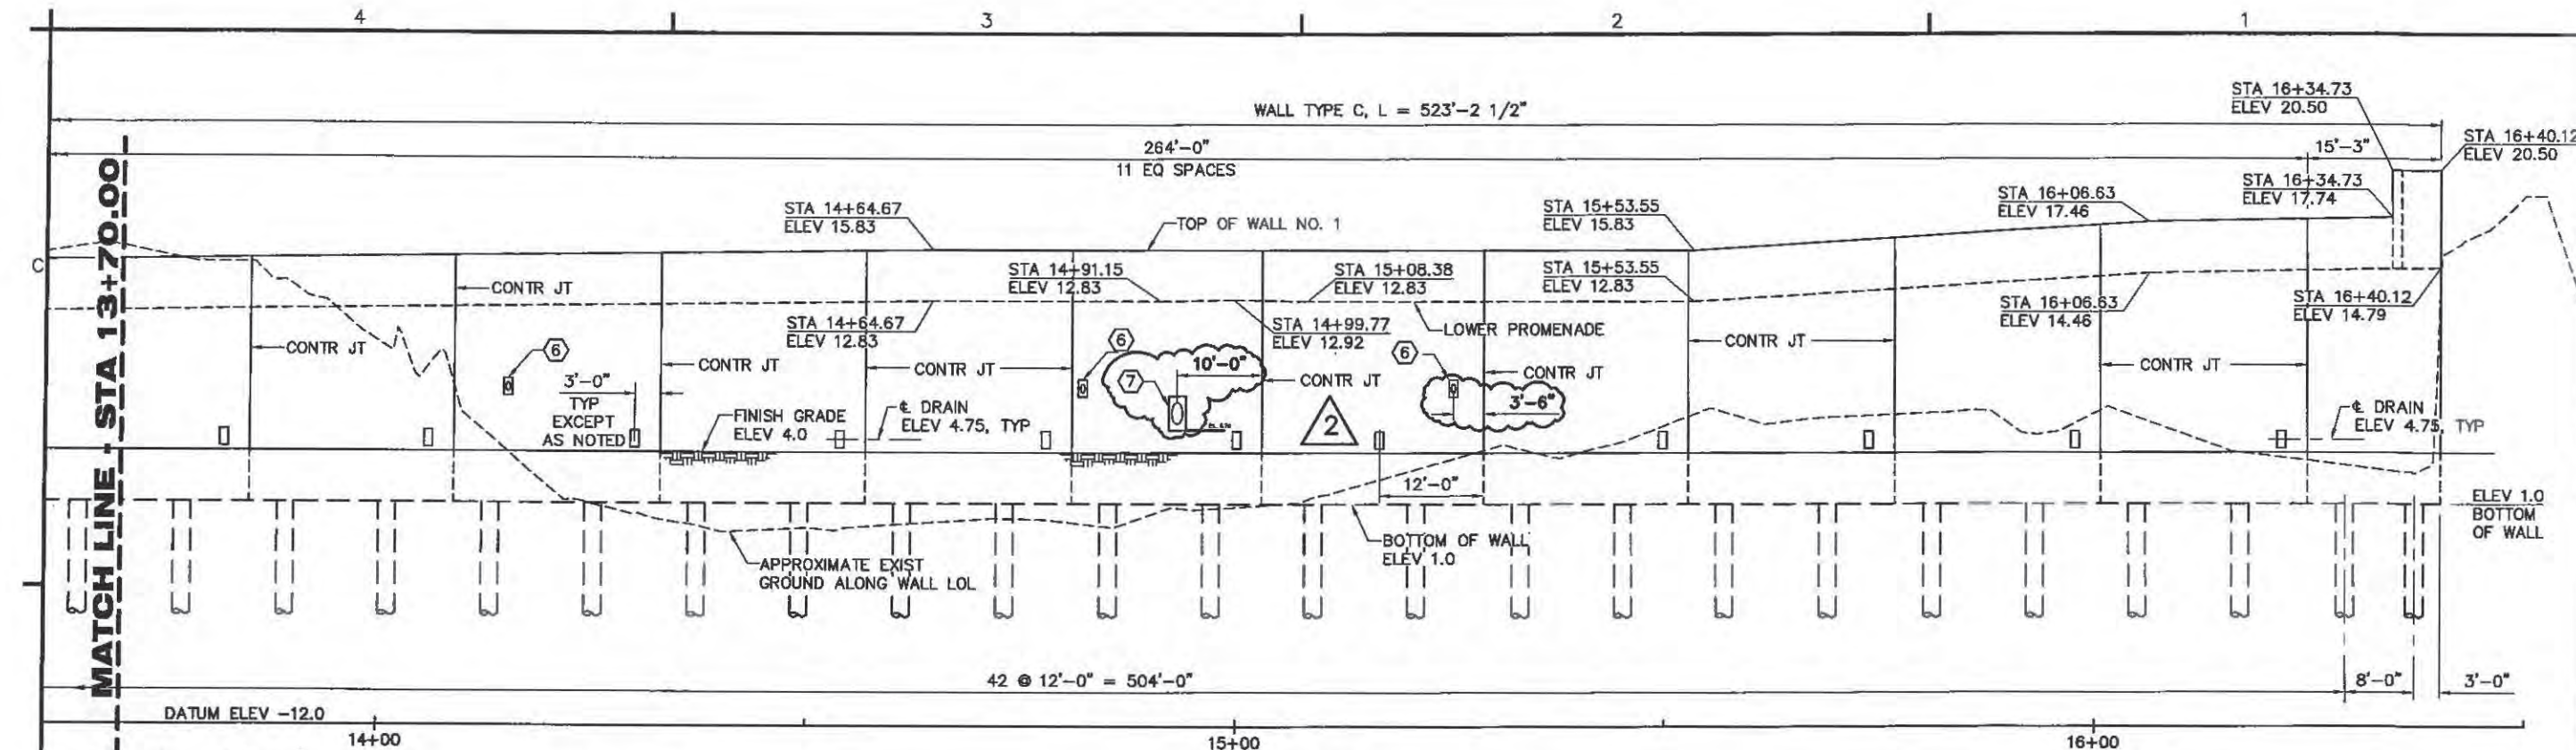 4
3
2
1
WALL TYPE C, L = 523'-2 1/2"
264'-0"
11 EQ SPACES
15'-3"
STA 16+34.73
ELEV 20.50
STA 16+40.12
ELEV 20.50
STA 14+64.67
ELEV 15.83
TOP OF WALL NO. 1
STA 15+53.55
ELEV 15.83
STA 16+06.63
ELEV 17.46
STA 16+34.73
ELEV 17.74
C
MATCH LINE - STA 13+70.00
CONTR JT
STA 14+91.15
ELEV 12.83
STA 15+08.38
ELEV 12.83
STA 15+53.55
ELEV 12.83
STA 14+64.67
ELEV 12.83
STA 14+99.77
ELEV 12.92
LOWER PROMENADE
STA 16+06.63
ELEV 14.46
STA 16+40.12
ELEV 14.79
CONTR JT
6
6
6
CONTR JT
CONTR JT
CONTR JT
CONTR JT
CONTR JT
CONTR JT
CONTR JT
10'-0"
7
3'-0"
TYP
EXCEPT
AS NOTED
FINISH GRADE
ELEV 4.0
℄ DRAIN
ELEV 4.75, TYP
2
3'-6"
℄ DRAIN
ELEV 4.75, TYP
12'-0"
ELEV 1.0
BOTTOM
OF WALL
BOTTOM OF WALL
ELEV 1.0
APPROXIMATE EXIST
GROUND ALONG WALL LOL
42 @ 12'-0" = 504'-0"
8'-0"
3'-0"
DATUM ELEV -12.0
14+00
15+00
16+00